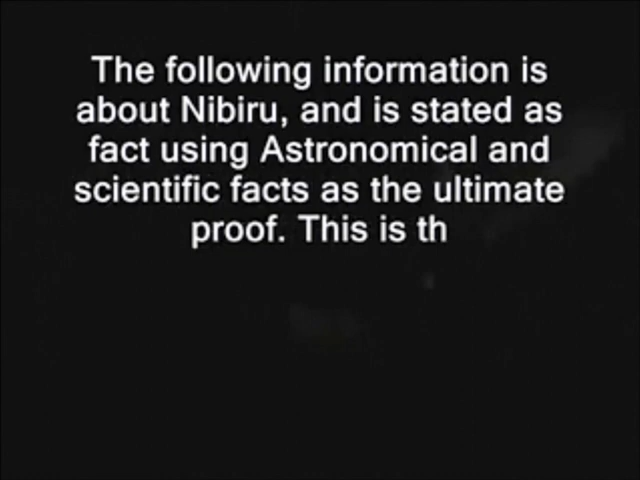 The following information is
about Nibiru, and is stated as
fact using Astronomical and
scientific facts as the ultimate
proof. This is th